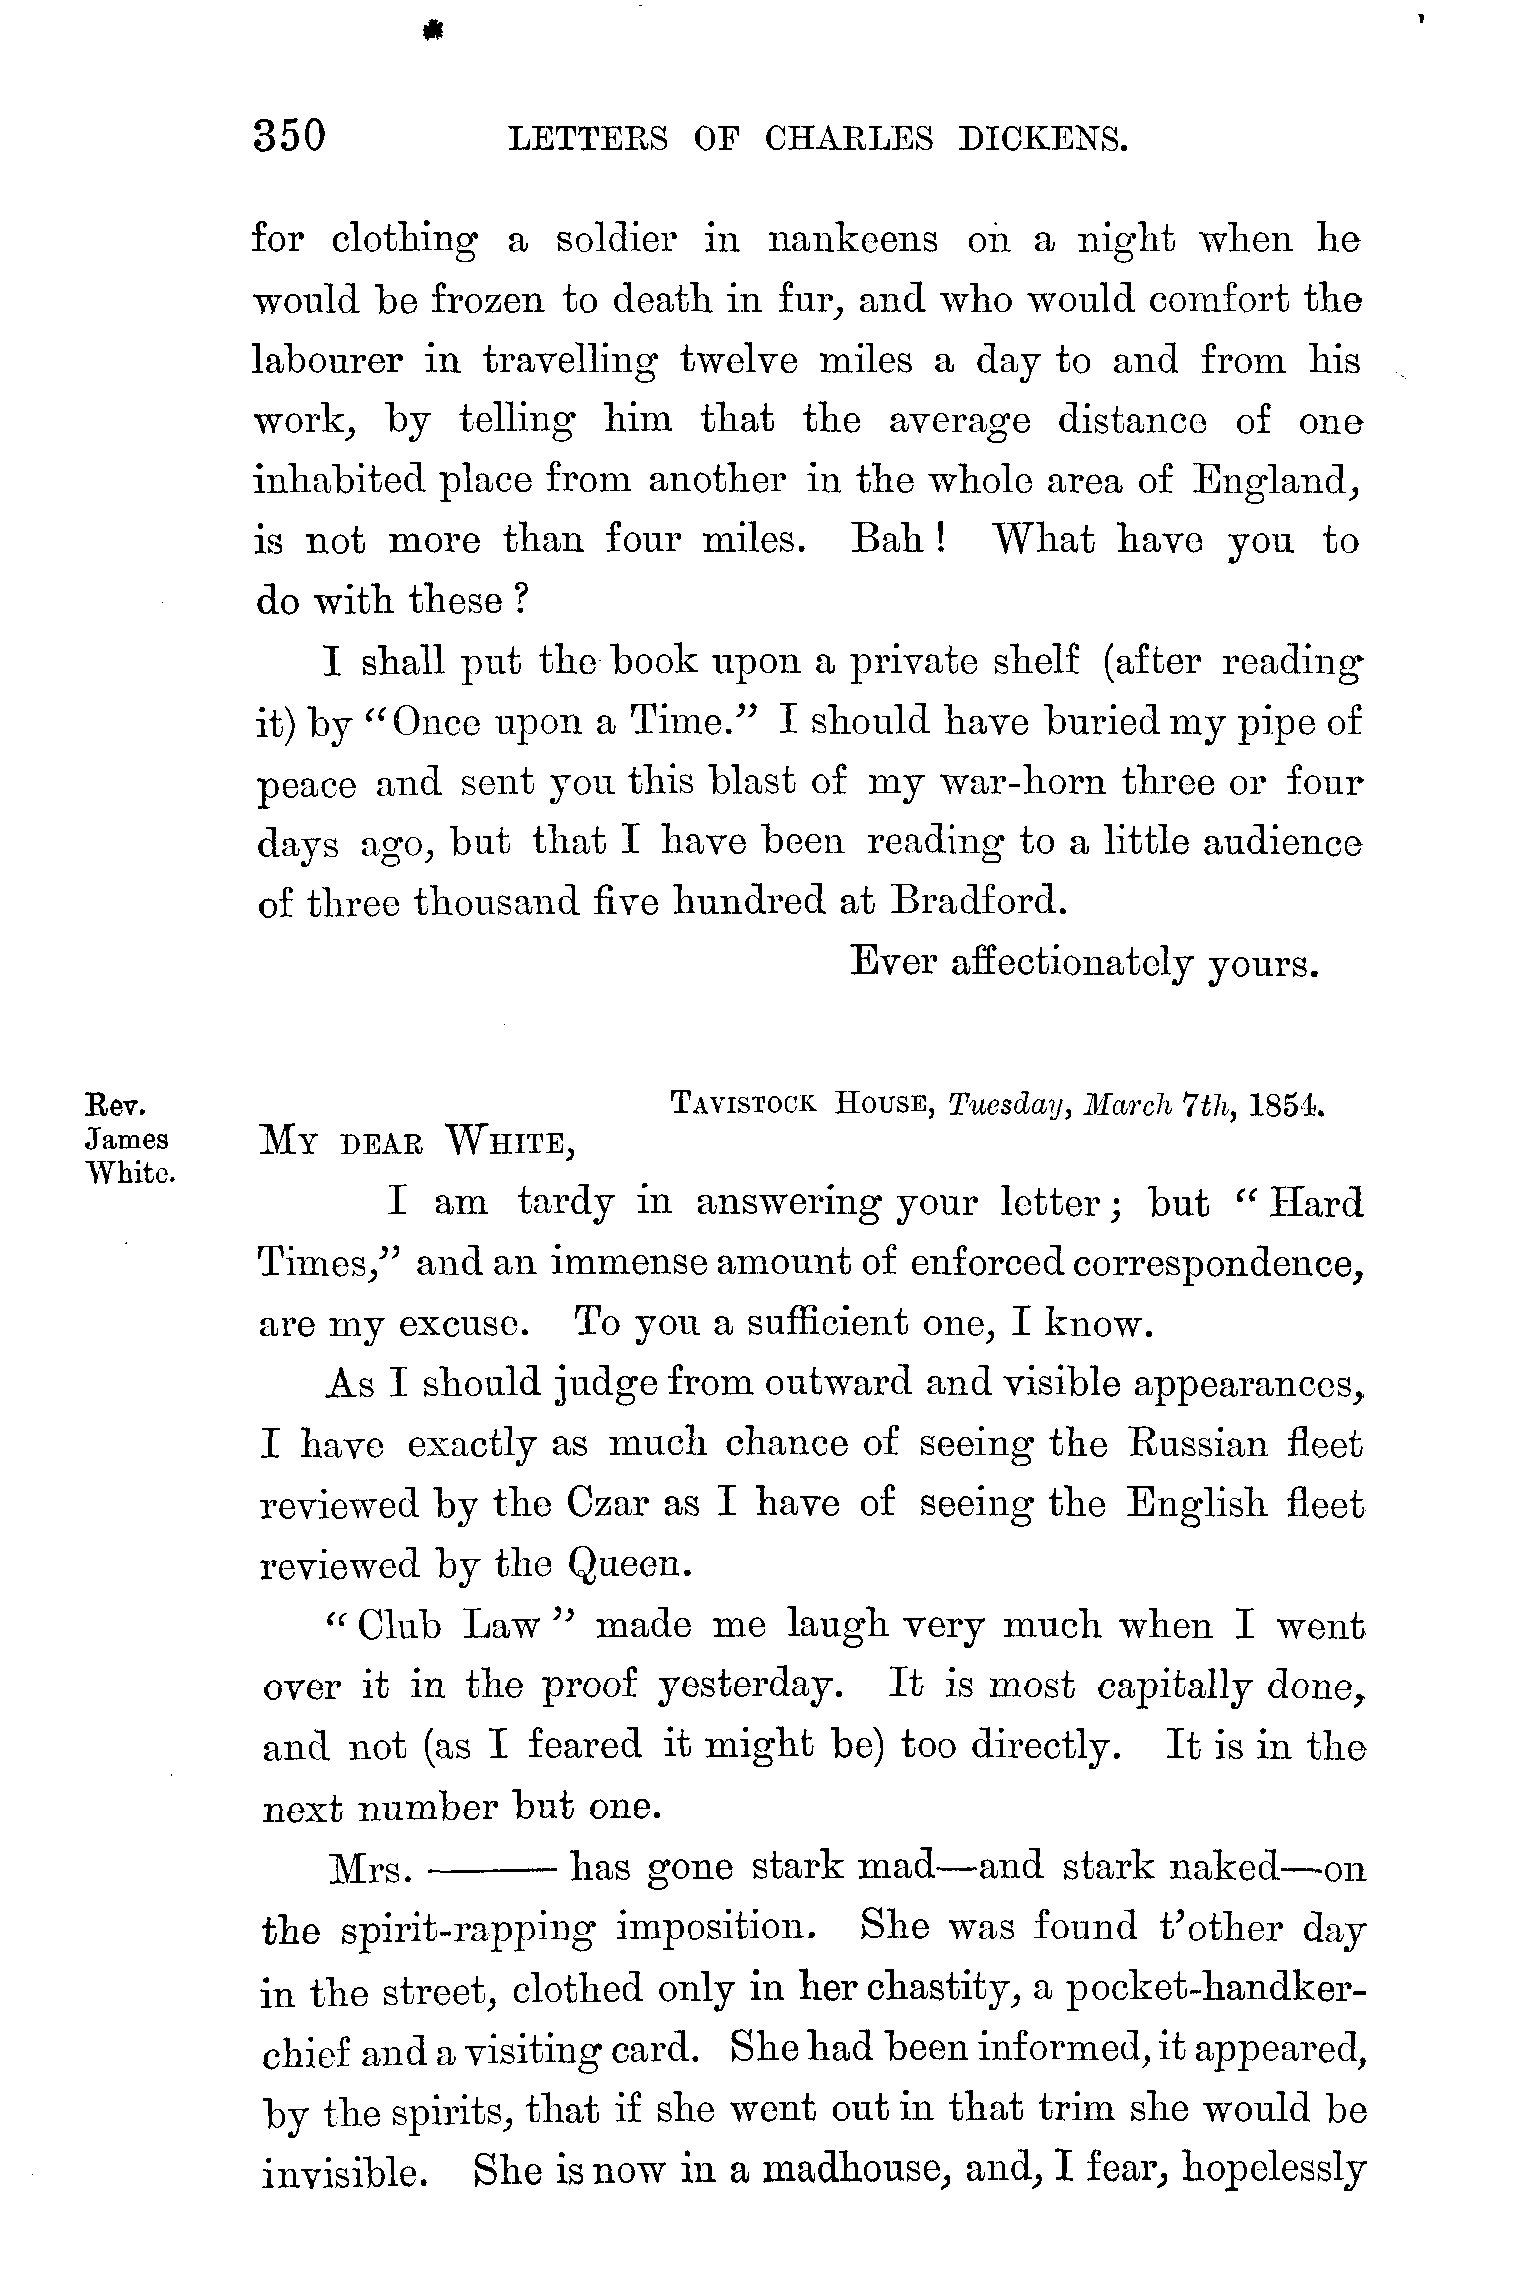 350 LETTERS OF CHARLES DICKENS.
for clothing a soldier in nankeens on a night when he
would be frozen to death in fur, and who would comfort the
labourer in travelling twelve miles a day to and from his
work, by telling him that the average distance of one
inhabited place from another in the whole area of England,
is not more than four miles. Bah! What have you to
do with these?
I shall put the book upon a private shelf (after reading
it) by “Once upon a Time.” I should have buried my pipe of
peace and sent you this blast of my war-horn three or four
days ago, but that I have been reading to a little audience
of three thousand five hundred at Bradford.
Ever affectionately yours.
Rev.
James
White.
TAVISTOCK HOUSE, Tuesday, March 7th, 1854.
MY DEAR WHITE,
I am tardy in answering your letter; but “Hard
Times,” and an immense amount of enforced correspondence,
are my excuse. To you a sufficient one, I know.
As I should judge from outward and visible appearances,
I have exactly as much chance of seeing the Russian fleet
reviewed by the Czar as I have of seeing the English fleet
reviewed by the Queen.
“Club Law” made me laugh very much when I went
over it in the proof yesterday. It is most capitally done,
and not (as I feared it might be) too directly. It is in the
next number but one.
Mrs. ——— has gone stark mad—and stark naked—on
the spirit-rapping imposition. She was found t’other day
in the street, clothed only in her chastity, a pocket-handker-
chief and a visiting card. She had been informed, it appeared,
by the spirits, that if she went out in that trim she would be
invisible. She is now in a madhouse, and, I fear, hopelessly